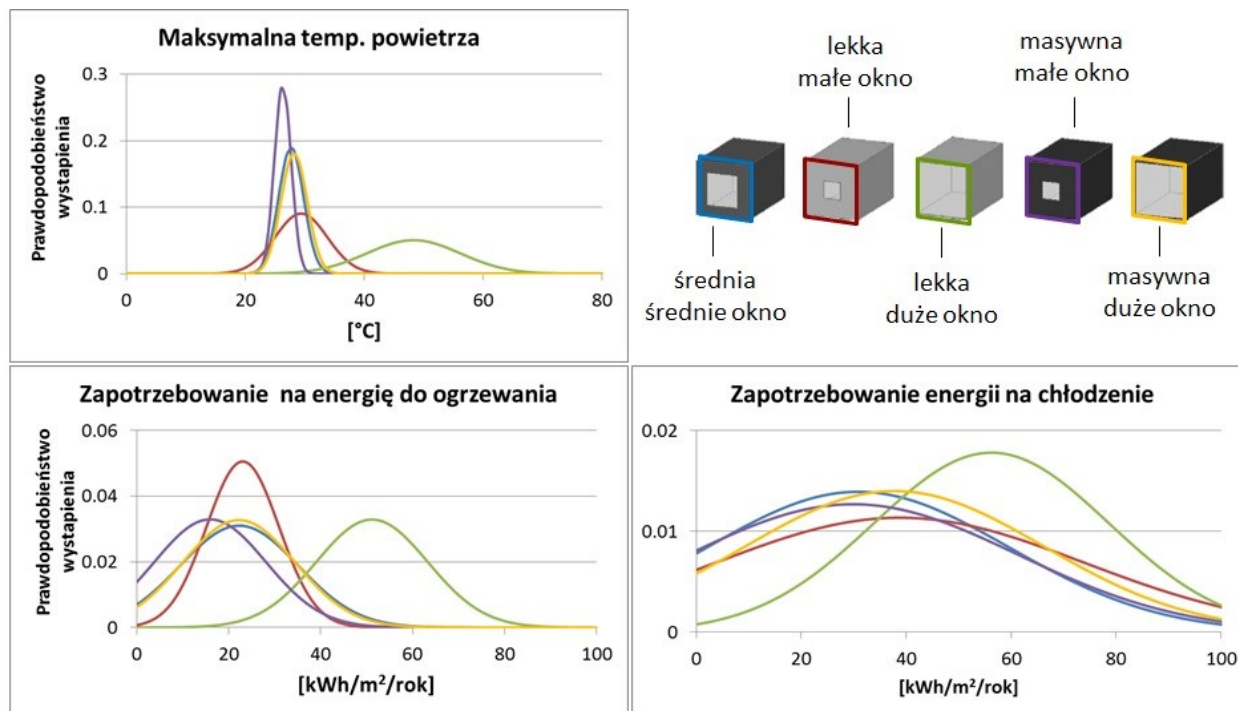 Maksymalna temp. powietrza
Prawdopodobieństwo
wystąpienia
0.3
0.2
0.1
0
0 20 40 60 80
[°C]
lekka
małe okno
masywna
małe okno
średnia
średnie okno
lekka
duże okno
masywna
duże okno
Zapotrzebowanie na energię do ogrzewania
Prawdopodobieństwo
wystąpienia
0.06
0.04
0.02
0
0 20 40 60 80 100
[kWh/m²/rok]
Zapotrzebowanie energii na chłodzenie
0.02
0.01
0
0 20 40 60 80 100
[kWh/m²/rok]